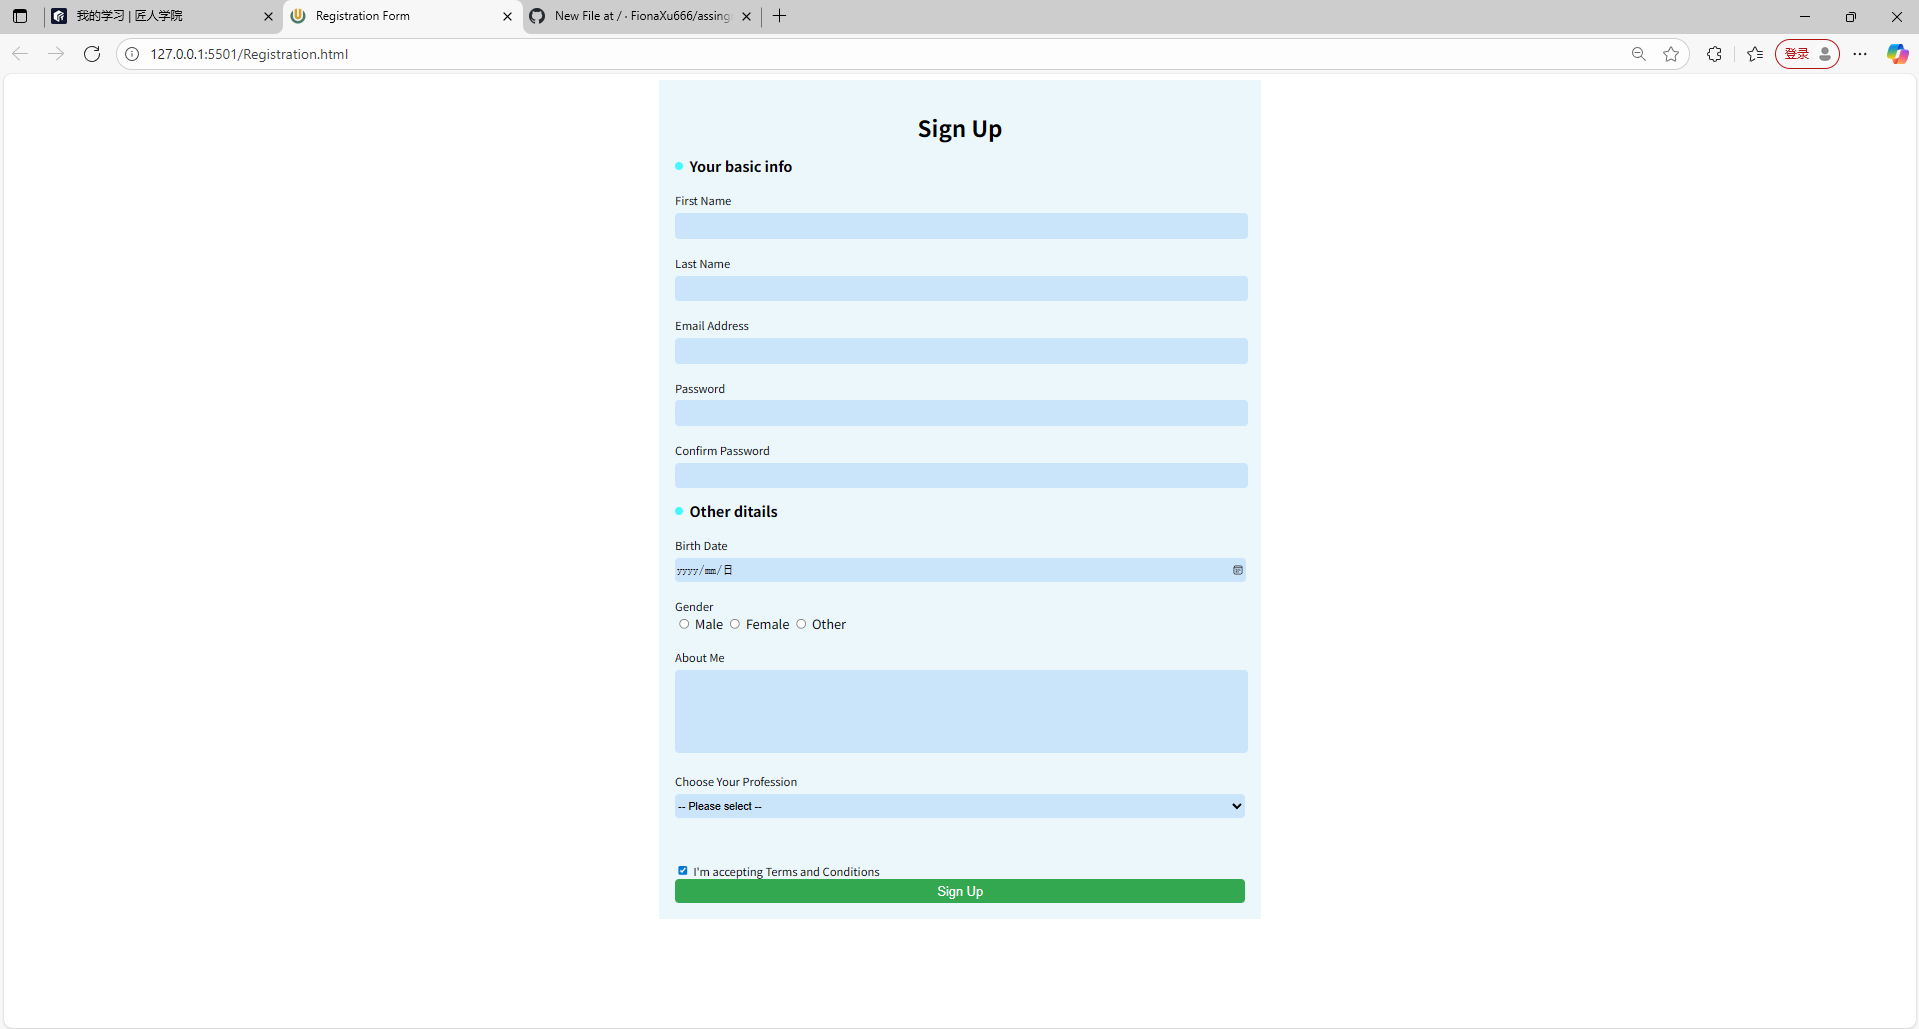 我的学习 | 匠人学院
Registration Form
New File at / · FionaXu666/assing
127.0.0.1:5501/Registration.html
登录
Sign Up
Your basic info
First Name
Last Name
Email Address
Password
Confirm Password
Other ditails
Birth Date
yyyy/mm/日
Gender
Male Female Other
About Me
Choose Your Profession
-- Please select --
I'm accepting Terms and Conditions
Sign Up